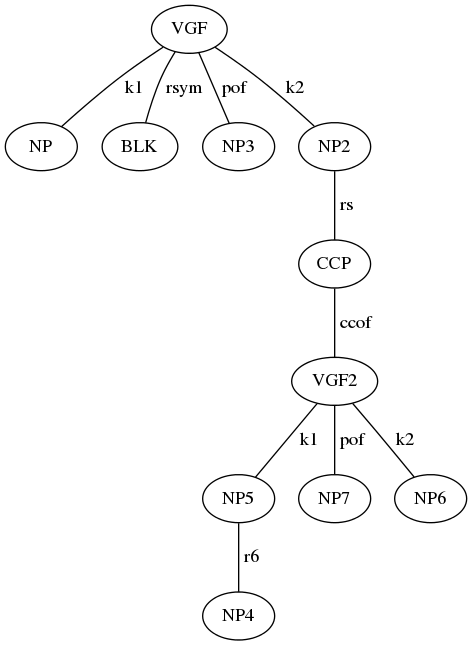 VGF
k1 rsym pof k2
NP BLK NP3 NP2
rs
CCP
ccof
VGF2
k1 pof k2
NP5 NP7 NP6
r6
NP4